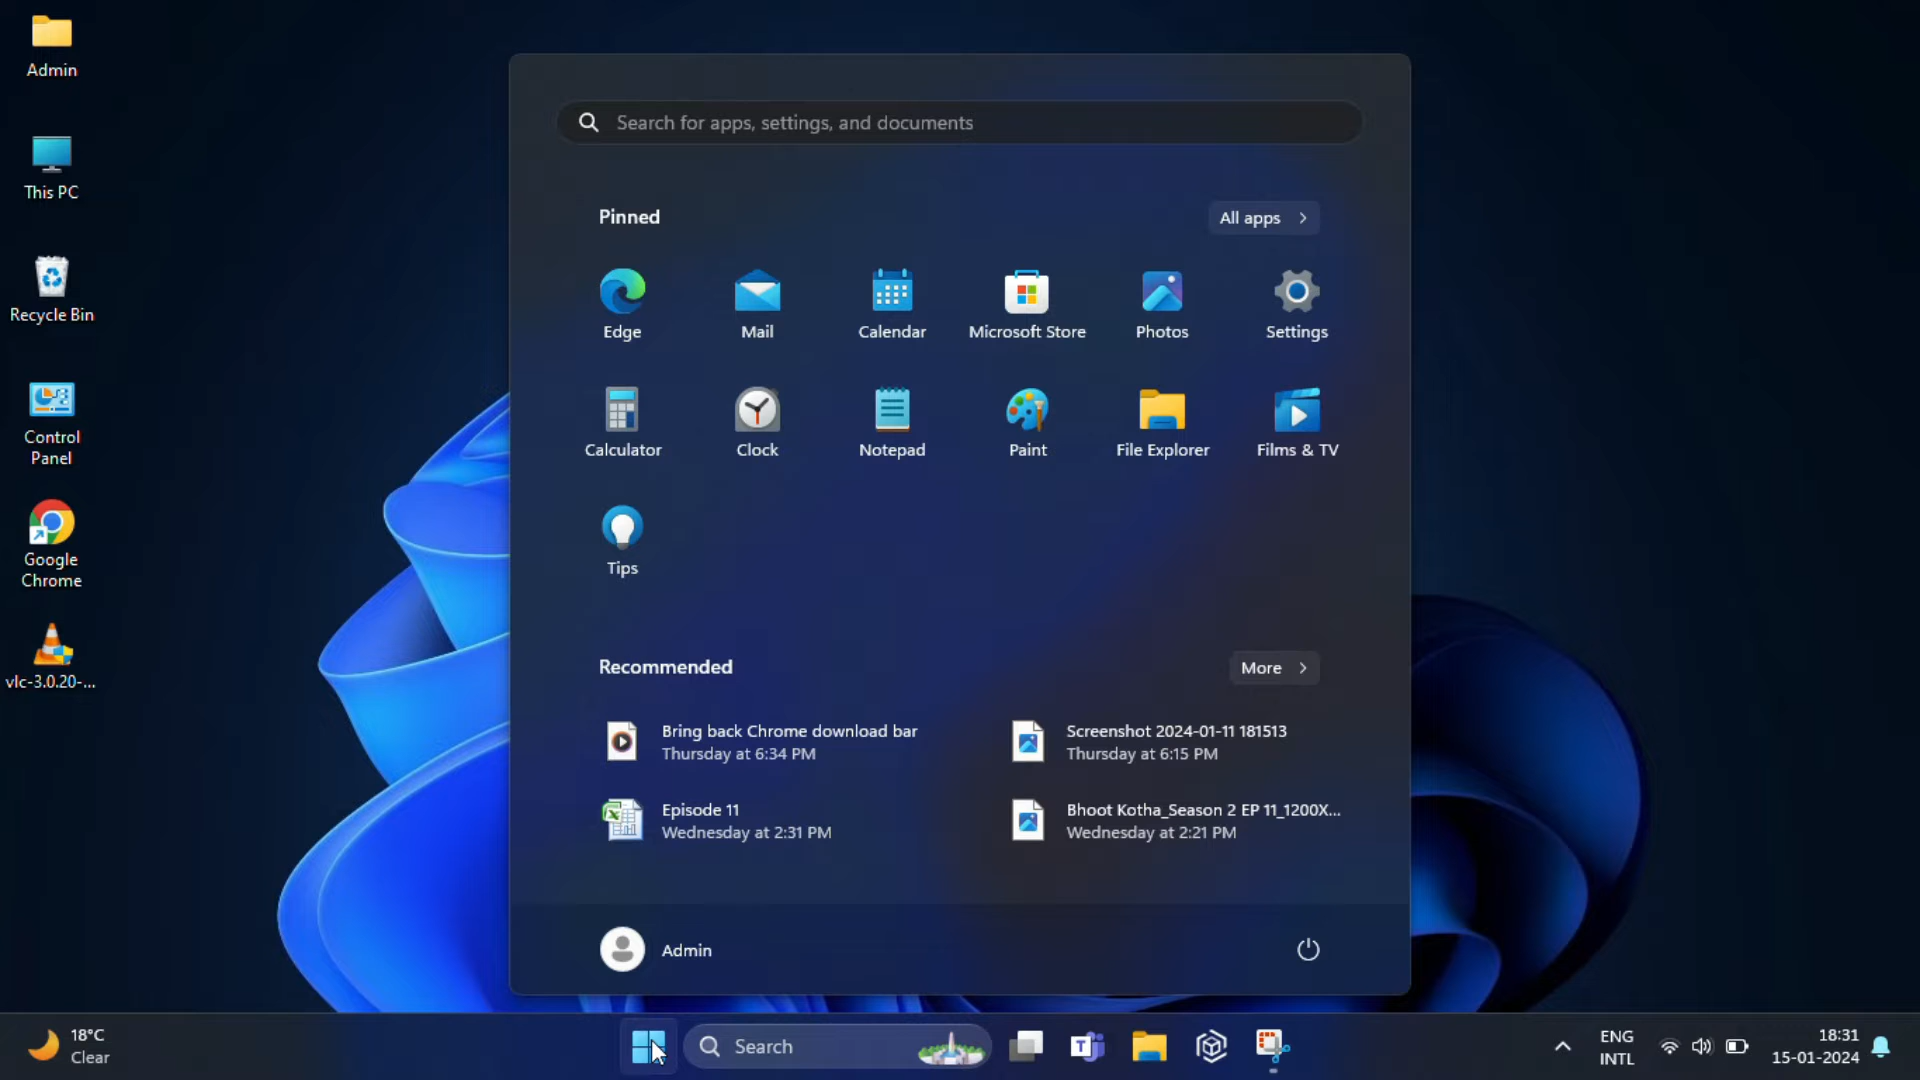 Admin
This PC
Recycle Bin
Control
Panel
Google
Chrome
vlc-3.0.20-...
Search for apps, settings, and documents
Pinned
All apps
Edge
Mail
Calendar
Microsoft Store
Photos
Settings
Calculator
Clock
Notepad
Paint
File Explorer
Films & TV
Tips
Recommended
More
Bring back Chrome download bar
Thursday at 6:34 PM
Screenshot 2024-01-11 181513
Thursday at 6:15 PM
Episode 11
Wednesday at 2:31 PM
Bhoot Kotha_Season 2 EP 11_1200X...
Wednesday at 2:21 PM
Admin
18°C
Clear
Search
ENG
INTL
18:31
15-01-2024